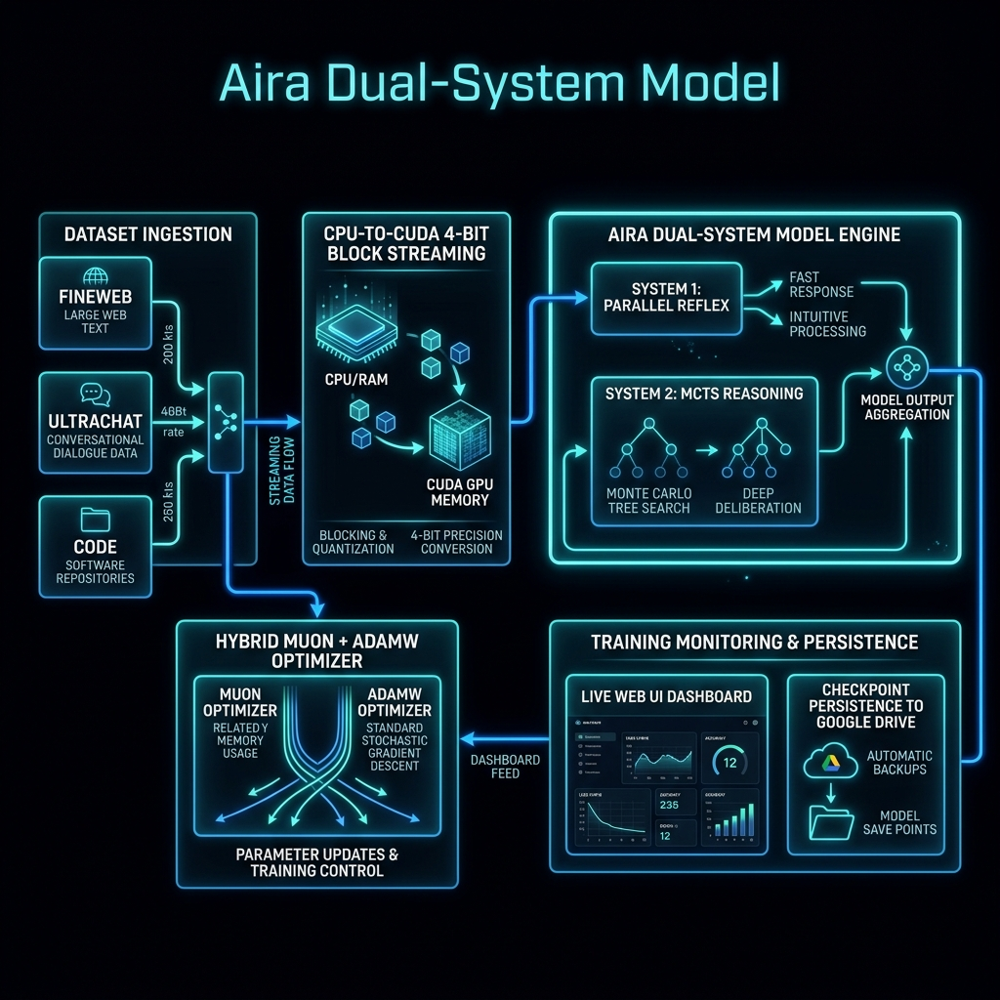 Aira Dual-System Model
DATASET INGESTION
FINEWEB
LARGE WEB
TEXT
200 kIs
ULTRACHAT
CONVERSATIONAL
DIALOGUE DATA
46Bt
rate
CODE
SOFTWARE
REPOSITORIES
250 kIs
STREAMING
DATA FLOW
CPU-TO-CUDA 4-BIT
BLOCK STREAMING
CPU/RAM
CUDA GPU
MEMORY
BLOCKING &
QUANTIZATION
4-BIT PRECISION
CONVERSION
AIRA DUAL-SYSTEM MODEL ENGINE
SYSTEM 1:
PARALLEL REFLEX
FAST
RESPONSE
INTUITIVE
PROCESSING
SYSTEM 2: MCTS REASONING
MONTE CARLO
TREE SEARCH
DEEP
DELIBERATION
MODEL OUTPUT
AGGREGATION
HYBRID MUON + ADAMW
OPTIMIZER
MUON
OPTIMIZER
RELATED Y
MEMORY
USAGE
ADAMW
OPTIMIZER
STANDARD
STOCHASTIC
GRADIENT
DESCENT
PARAMETER UPDATES &
TRAINING CONTROL
DASHBOARD
FEED
TRAINING MONITORING & PERSISTENCE
LIVE WEB UI DASHBOARD
12
235
12
CHECKPOINT
PERSISTENCE TO
GOOGLE DRIVE
AUTOMATIC
BACKUPS
MODEL
SAVE POINTS